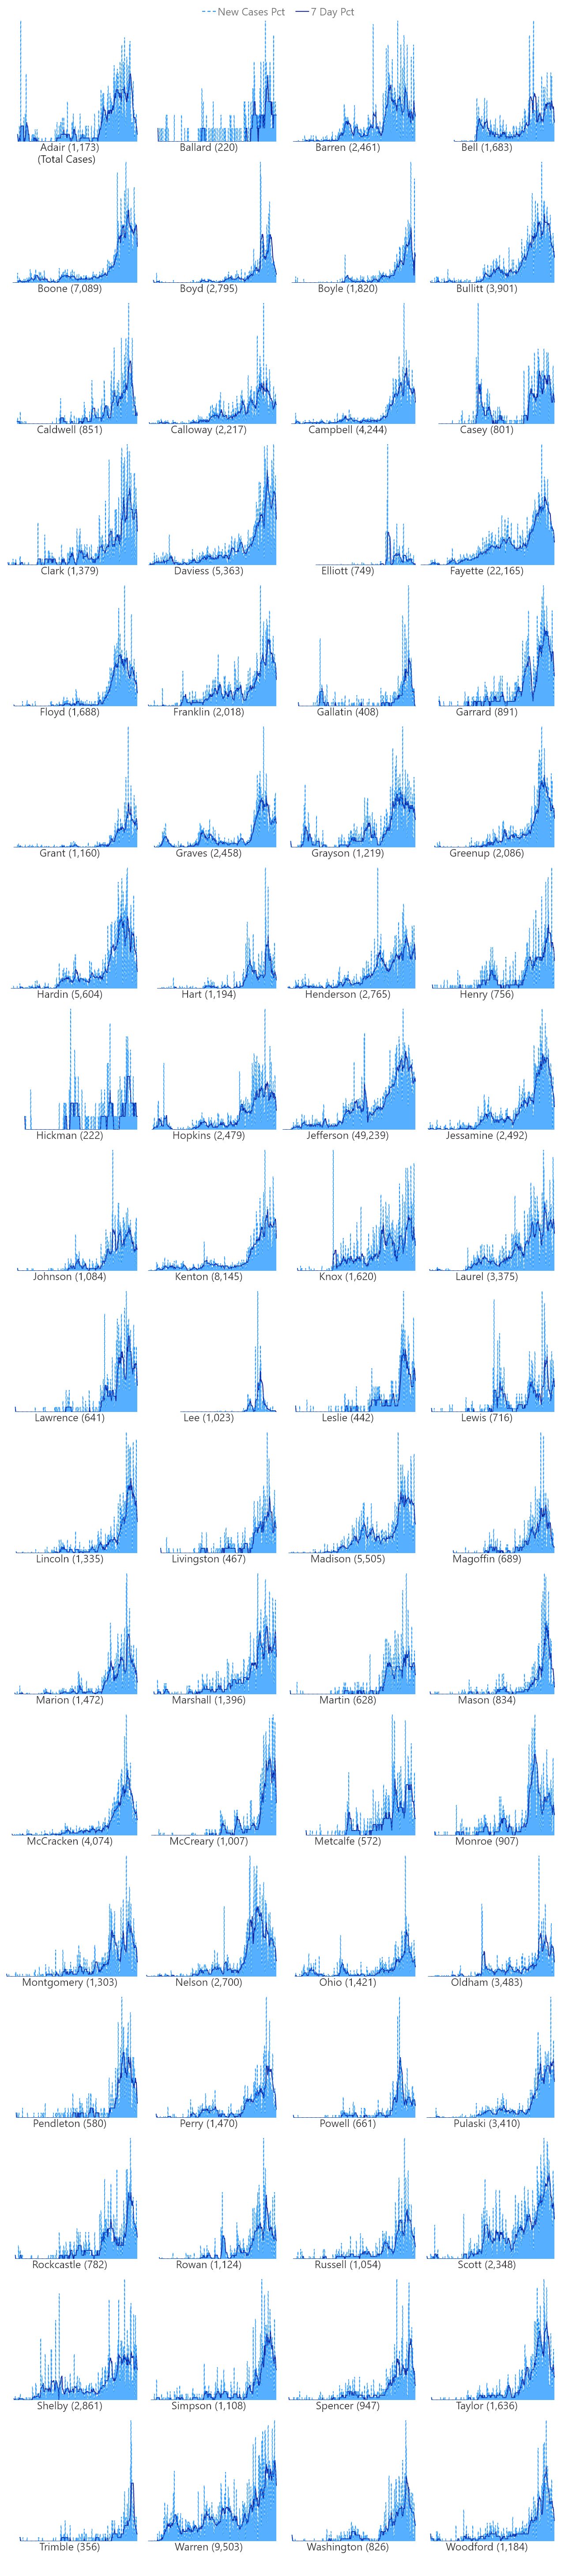 New Cases Pct 7 Day Pct
Adair (1,173) Ballard (220) Barren (2,461) Bell (1,683)
(Total Cases)
Boone (7,089) Boyd (2,795) Boyle (1,820) Bullitt (3,901)
Caldwell (851) Calloway (2,217) Campbell (4,244) Casey (801)
Clark (1,379) Daviess (5,363) Elliott (749) Fayette (22,165)
Floyd (1,688) Franklin (2,018) Gallatin (408) Garrard (891)
Grant (1,160) Graves (2,458) Grayson (1,219) Greenup (2,086)
Hardin (5,604) Hart (1,194) Henderson (2,765) Henry (756)
Hickman (222) Hopkins (2,479) Jefferson (49,239) Jessamine (2,492)
Johnson (1,084) Kenton (8,145) Knox (1,620) Laurel (3,375)
Lawrence (641) Lee (1,023) Leslie (442) Lewis (716)
Lincoln (1,335) Livingston (467) Madison (5,505) Magoffin (689)
Marion (1,472) Marshall (1,396) Martin (628) Mason (834)
McCracken (4,074) McCreary (1,007) Metcalfe (572) Monroe (907)
Montgomery (1,303) Nelson (2,700) Ohio (1,421) Oldham (3,483)
Pendleton (580) Perry (1,470) Powell (661) Pulaski (3,410)
Rockcastle (782) Rowan (1,124) Russell (1,054) Scott (2,348)
Shelby (2,861) Simpson (1,108) Spencer (947) Taylor (1,636)
Trimble (356) Warren (9,503) Washington (826) Woodford (1,184)